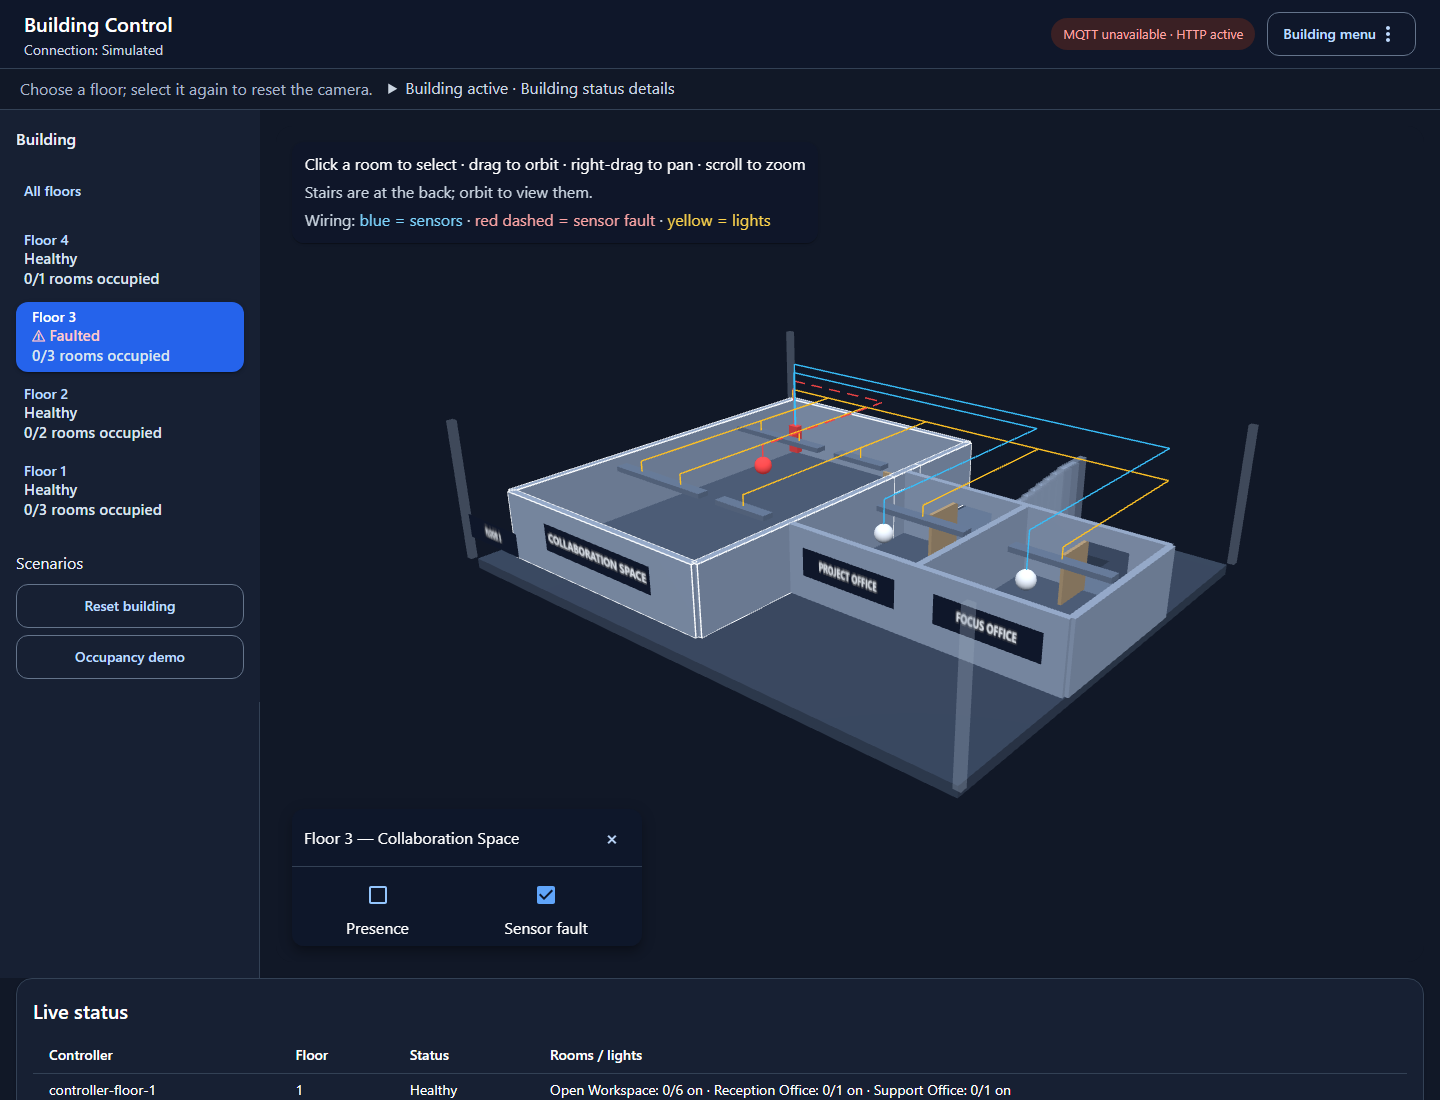 Building Control
Connection: Simulated
MQTT unavailable · HTTP active
Building menu
Choose a floor; select it again to reset the camera.
Building active · Building status details
Building
All floors
Floor 4
Healthy
0/1 rooms occupied
Floor 3
⚠ Faulted
0/3 rooms occupied
Floor 2
Healthy
0/2 rooms occupied
Floor 1
Healthy
0/3 rooms occupied
Scenarios
Reset building
Occupancy demo
Click a room to select · drag to orbit · right-drag to pan · scroll to zoom
Stairs are at the back; orbit to view them.
Wiring: blue = sensors · red dashed = sensor fault · yellow = lights
COLLABORATION SPACE
PROJECT OFFICE
FOCUS OFFICE
Floor 3 — Collaboration Space
Presence
Sensor fault
Live status
Controller Floor Status Rooms / lights
controller-floor-1 1 Healthy Open Workspace: 0/6 on · Reception Office: 0/1 on · Support Office: 0/1 on